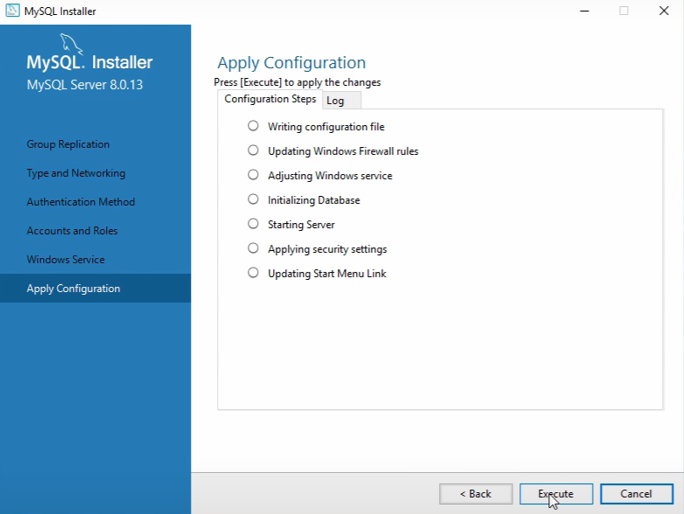 MySQL Installer
MySQL. Installer
MySQL Server 8.0.13
Group Replication
Type and Networking
Authentication Method
Accounts and Roles
Windows Service
Apply Configuration
Apply Configuration
Press [Execute] to apply the changes
Configuration Steps Log
Writing configuration file
Updating Windows Firewall rules
Adjusting Windows service
Initializing Database
Starting Server
Applying security settings
Updating Start Menu Link
< Back Execute Cancel